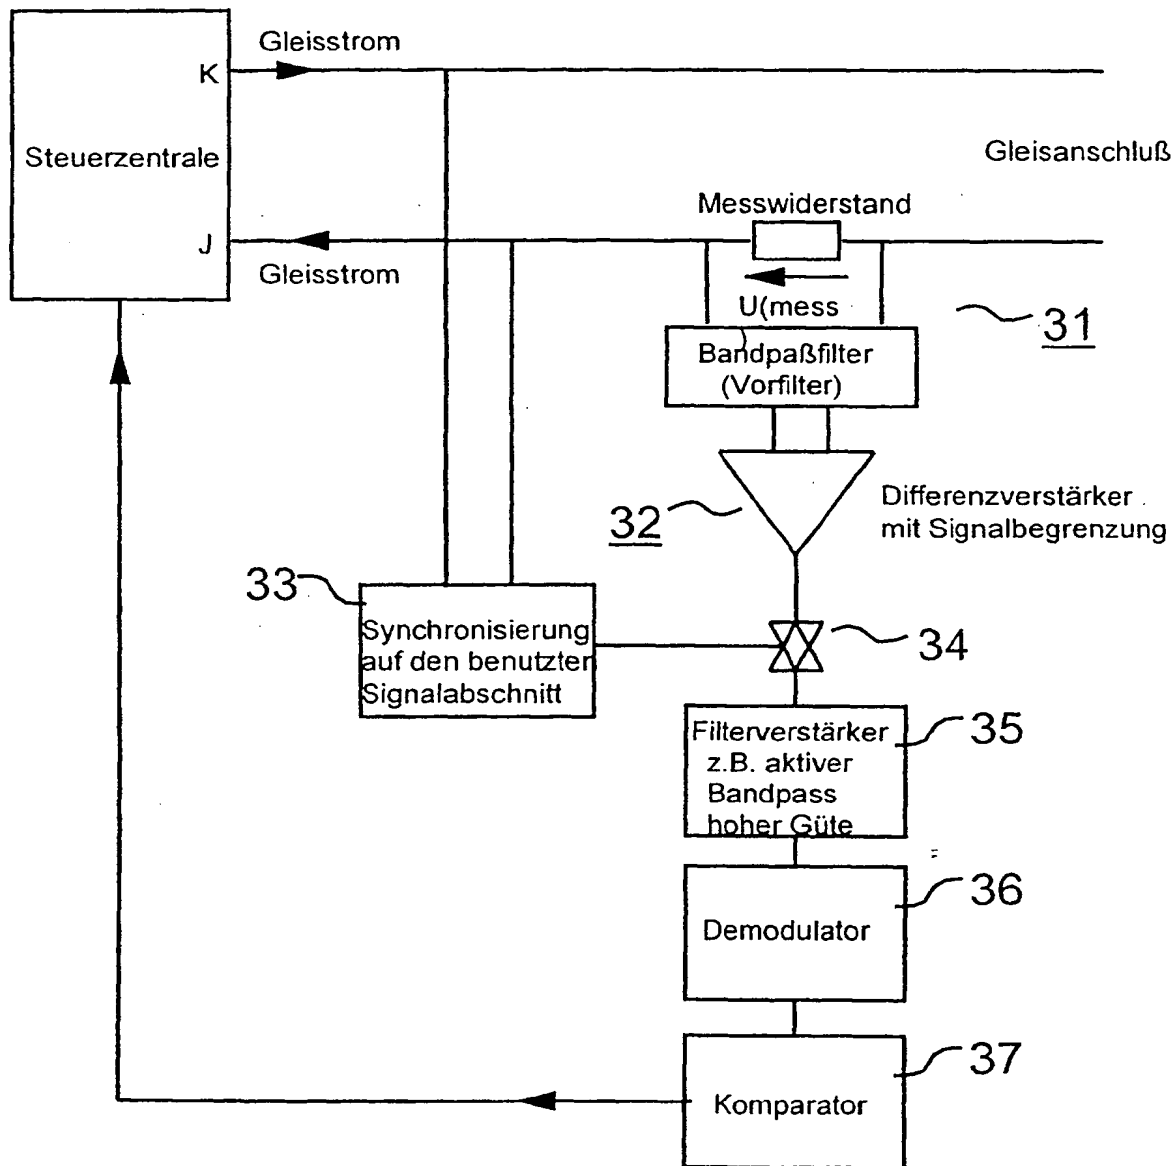 Gleisstrom
K
Steuerzentrale
Gleisanschluß
Messwiderstand
J
Gleisstrom
U(mess
)
31
Bandpaßfilter
(Vorfilter)
Differenzverstärker
mit Signalbegrenzung
32
33
Synchronisierung
auf den benutzter
Signalabschnitt
34
Filterverstärker
z.B. aktiver
Bandpass
hoher Güte
35
Demodulator
36
Komparator
37